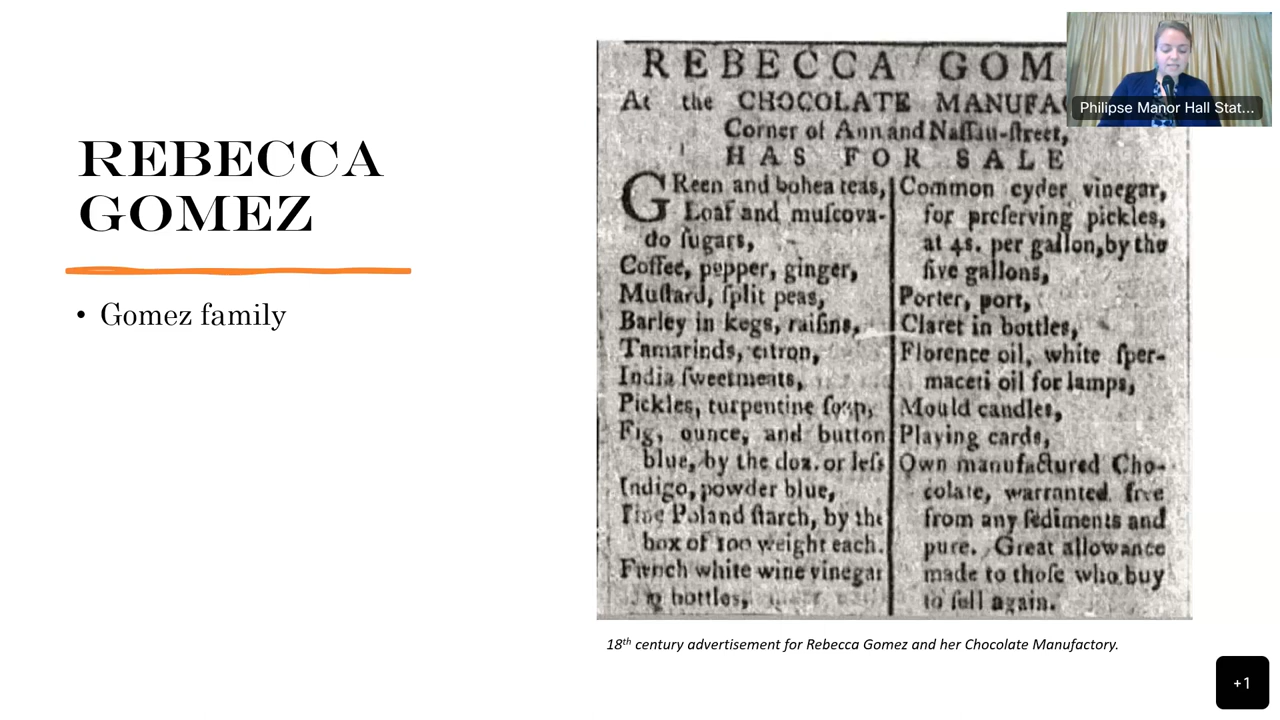 REBECCA
GOMEZ
• Gomez family
REBECCA GOM
At the CHOCOLATE MANUFAC
Corner of Ann and Naſſau-ſtreet,
HAS FOR SALE
GReen and bohea teas,
Loaf and muſcova-
do ſugars,
Coffee, pepper, ginger,
Muſtard, ſplit peas,
Barley in kegs, raiſins,
Tamarinds, citron,
India ſweetmeats,
Pickles, turpentine ſoap,
Fig, ounce, and button
blue, by the doz. or leſs
Indigo, powder blue,
Fine Poland ſtarch, by the
box of 100 weight each.
French white wine vinegar
in bottles,
Common cyder vinegar,
for preſerving pickles,
at 4s. per gallon, by the
five gallons,
Porter, port,
Claret in bottles,
Florence oil, white ſper-
maceti oil for lamps,
Mould candles,
Playing cards,
Own manufactured Cho-
colate, warranted free
from any ſediments and
pure. Great allowance
made to thoſe who buy
to ſell again.
18th century advertisement for Rebecca Gomez and her Chocolate Manufactory.
Philipse Manor Hall Stat...
+1